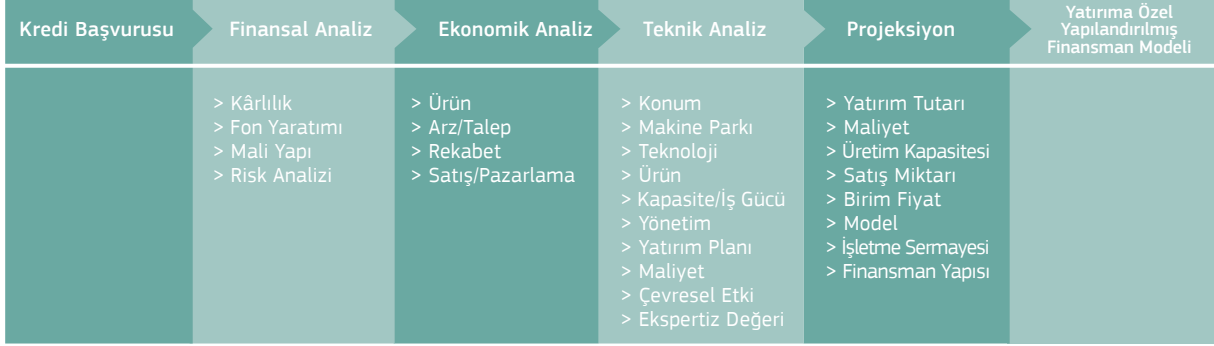 Kredi Başvurusu
Finansal Analiz
Ekonomik Analiz
Teknik Analiz
Projeksiyon
Yatırıma Özel
Yapılandırılmış
Finansman Modeli
> Kârlılık
> Fon Yaratımı
> Mali Yapı
> Risk Analizi
> Ürün
> Arz/Talep
> Rekabet
> Satış/Pazarlama
> Konum
> Makine Parkı
> Teknoloji
> Ürün
> Kapasite/İş Gücü
> Yönetim
> Yatırım Planı
> Maliyet
> Çevresel Etki
> Ekspertiz Değeri
> Yatırım Tutarı
> Maliyet
> Üretim Kapasitesi
> Satış Miktarı
> Birim Fiyat
> Model
> İşletme Sermayesi
> Finansman Yapısı